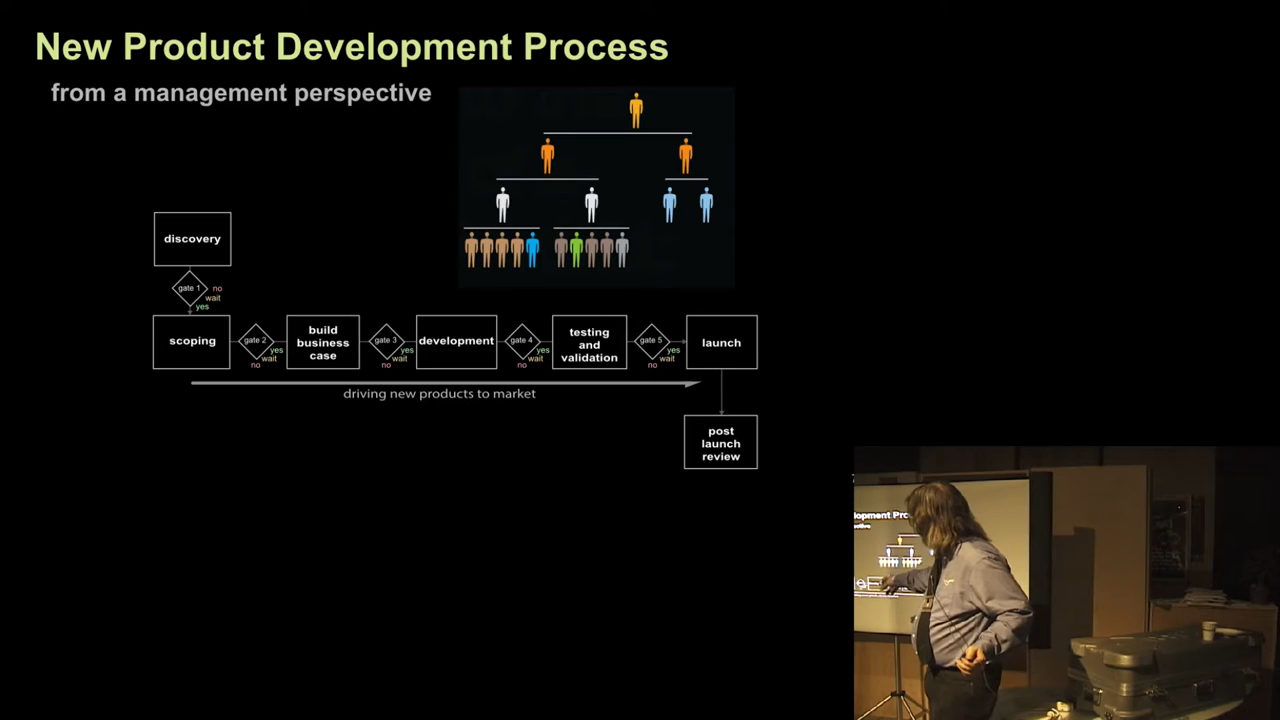 New Product Development Process
from a management perspective
discovery
gate 1
no
wait
yes
scoping
gate 2
yes
wait
no
build
business
case
gate 3
yes
wait
no
development
gate 4
yes
wait
no
testing
and
validation
gate 5
yes
wait
no
launch
driving new products to market
post
launch
review
lopment Pro